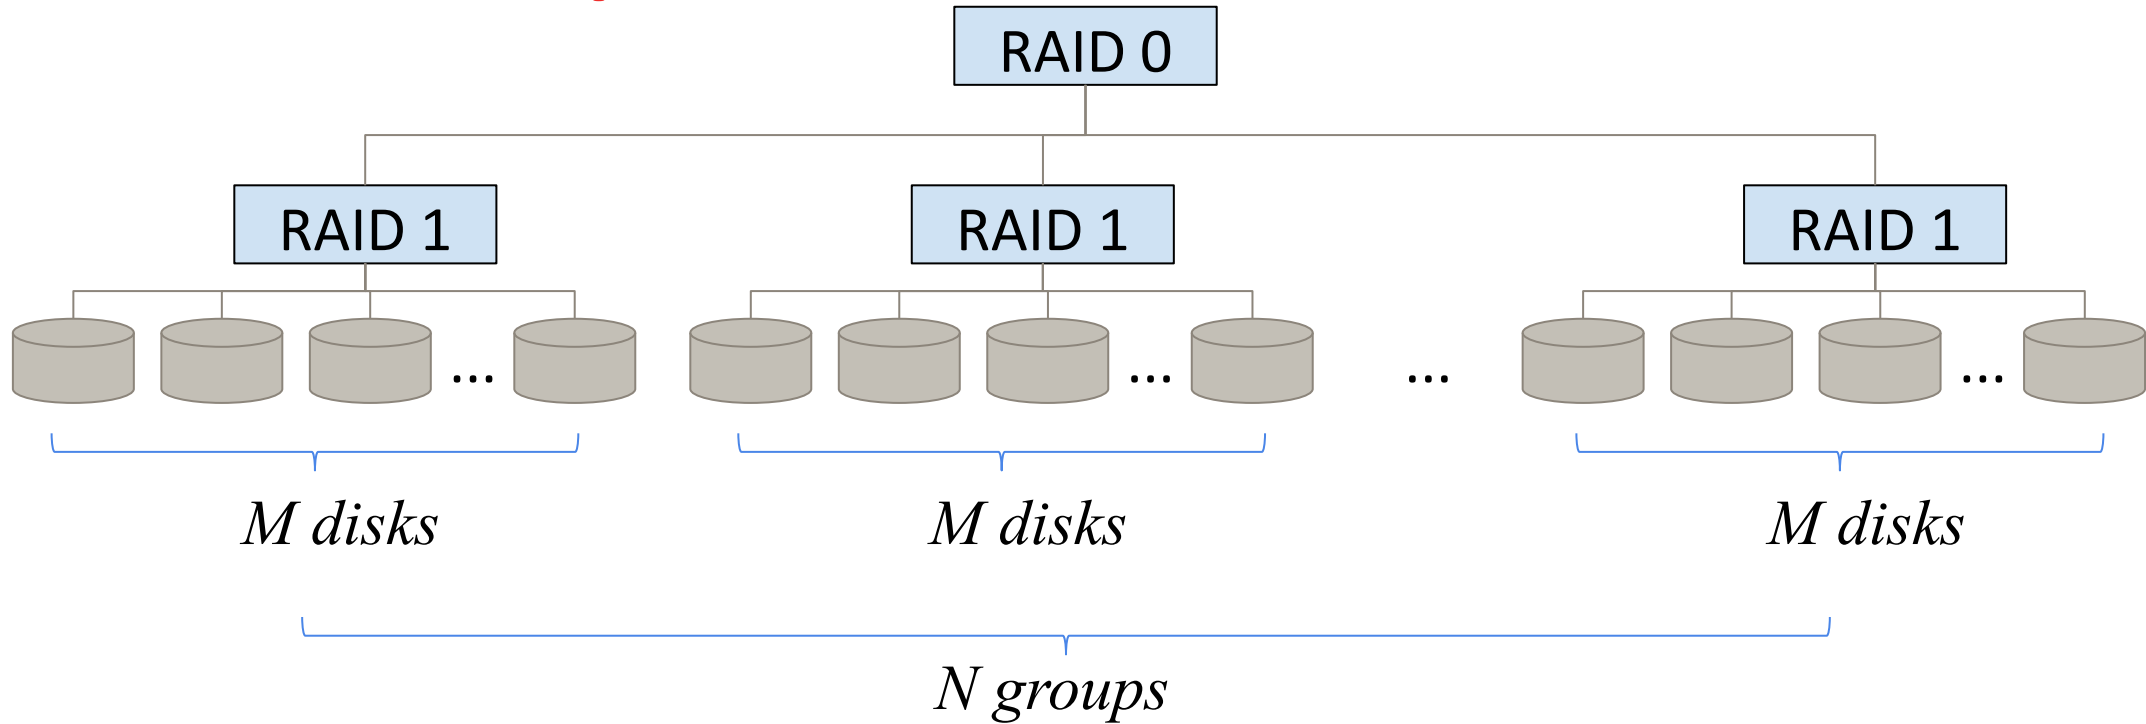 RAID 0
RAID 1 RAID 1 RAID 1
... ... ... ...
M disks M disks M disks
N groups